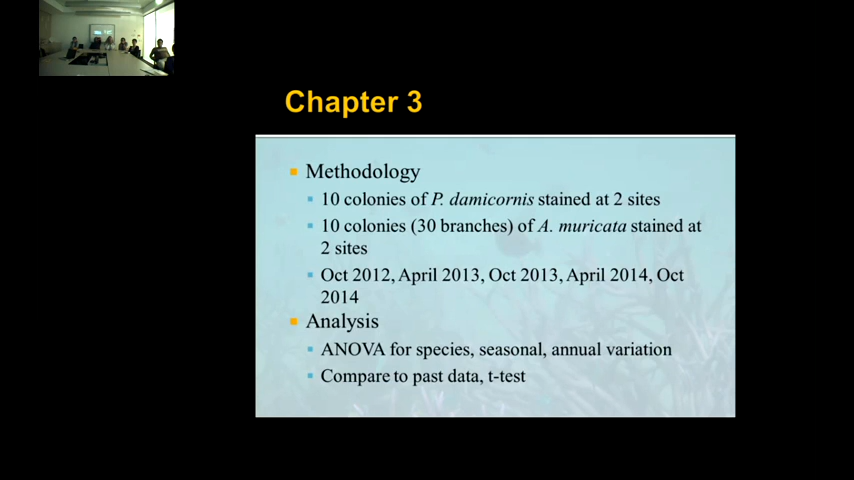 Chapter 3
Methodology
10 colonies of P. damicornis stained at 2 sites
10 colonies (30 branches) of A. muricata stained at
2 sites
Oct 2012, April 2013, Oct 2013, April 2014, Oct
2014
Analysis
ANOVA for species, seasonal, annual variation
Compare to past data, t-test